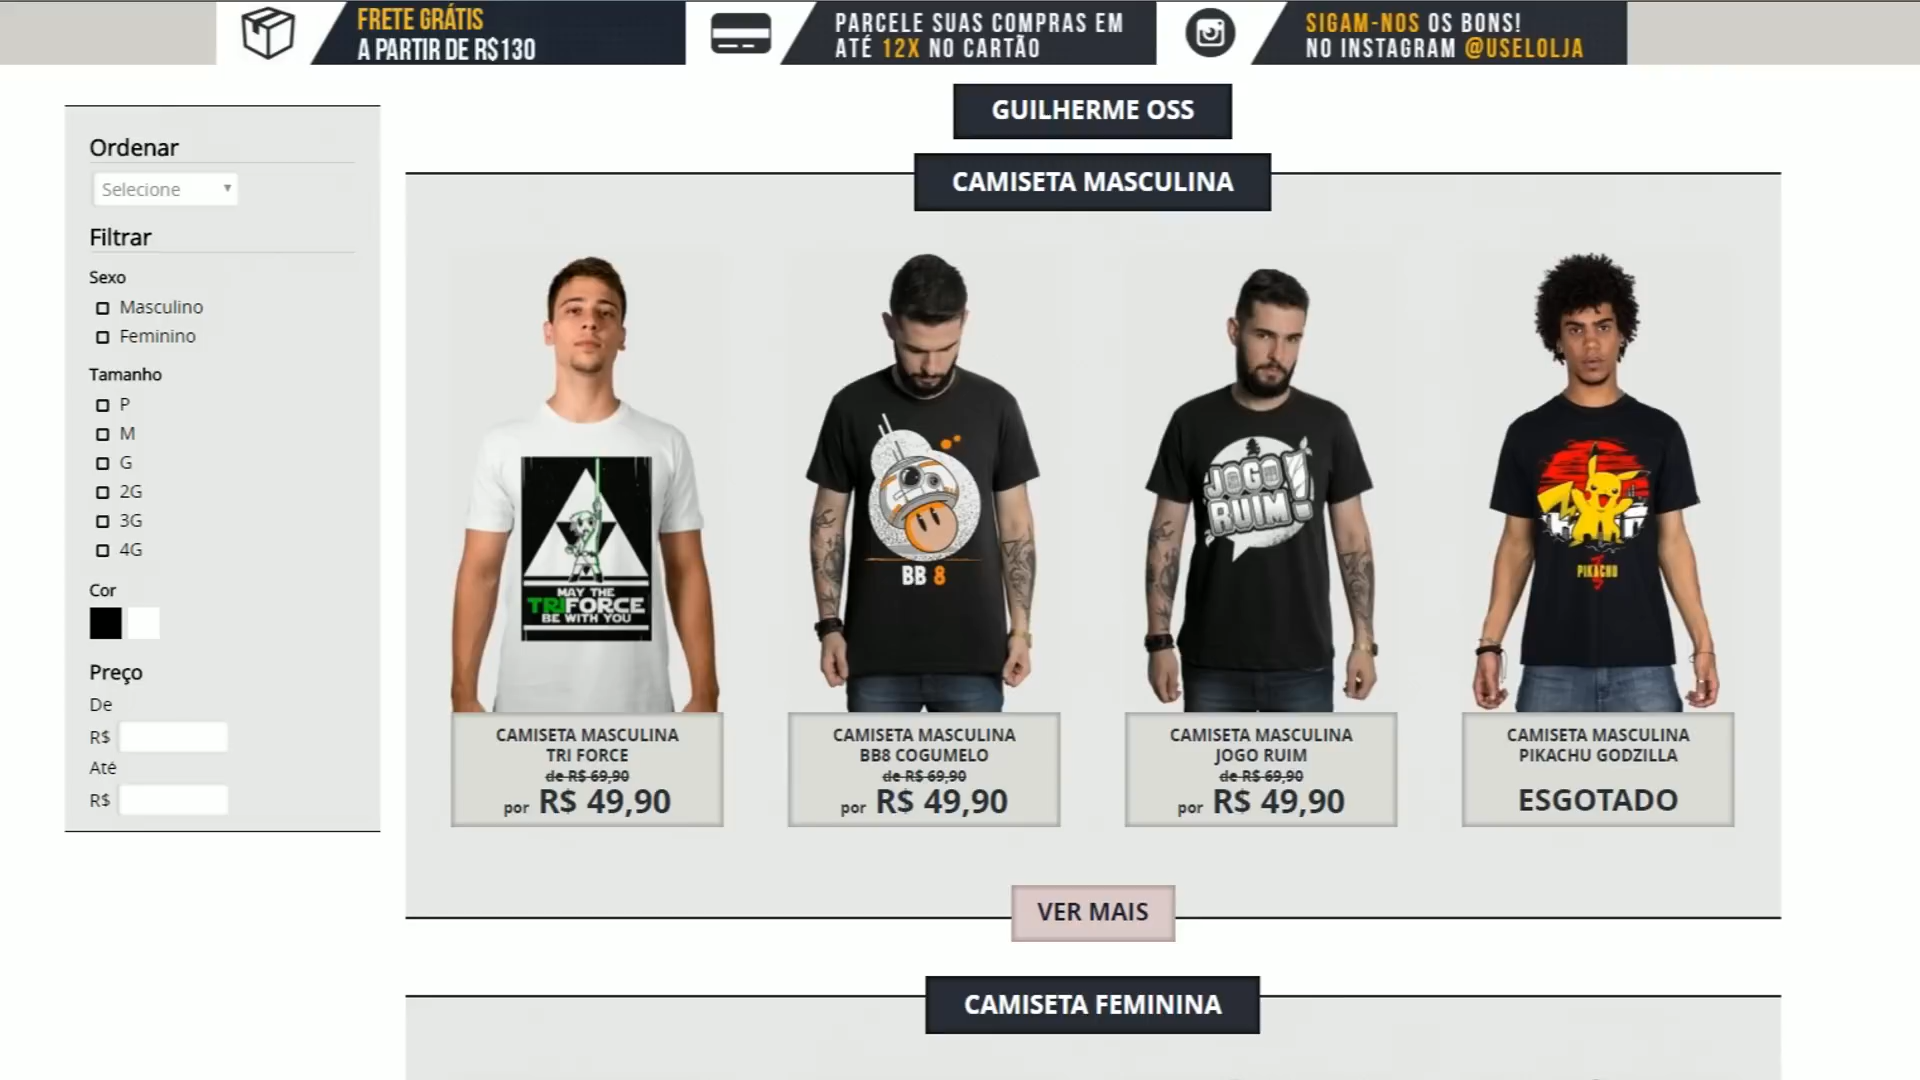 FRETE GRÁTIS
A PARTIR DE R$130
PARCELE SUAS COMPRAS EM
ATÉ 12X NO CARTÃO
SIGAM-NOS OS BONS!
NO INSTAGRAM @USELOLJA
GUILHERME OSS
Ordenar
Selecione
Filtrar
Sexo
Masculino
Feminino
Tamanho
P
M
G
2G
3G
4G
Cor
Preço
De
R$
Até
R$
CAMISETA MASCULINA
MAY THE
TRIFORCE
BE WITH YOU
BB 8
JOGO
RUIM!
PIKACHU
CAMISETA MASCULINA
TRI FORCE
de R$ 69,90
por R$ 49,90
CAMISETA MASCULINA
BB8 COGUMELO
de R$ 69,90
por R$ 49,90
CAMISETA MASCULINA
JOGO RUIM
de R$ 69,90
por R$ 49,90
CAMISETA MASCULINA
PIKACHU GODZILLA
ESGOTADO
VER MAIS
CAMISETA FEMININA